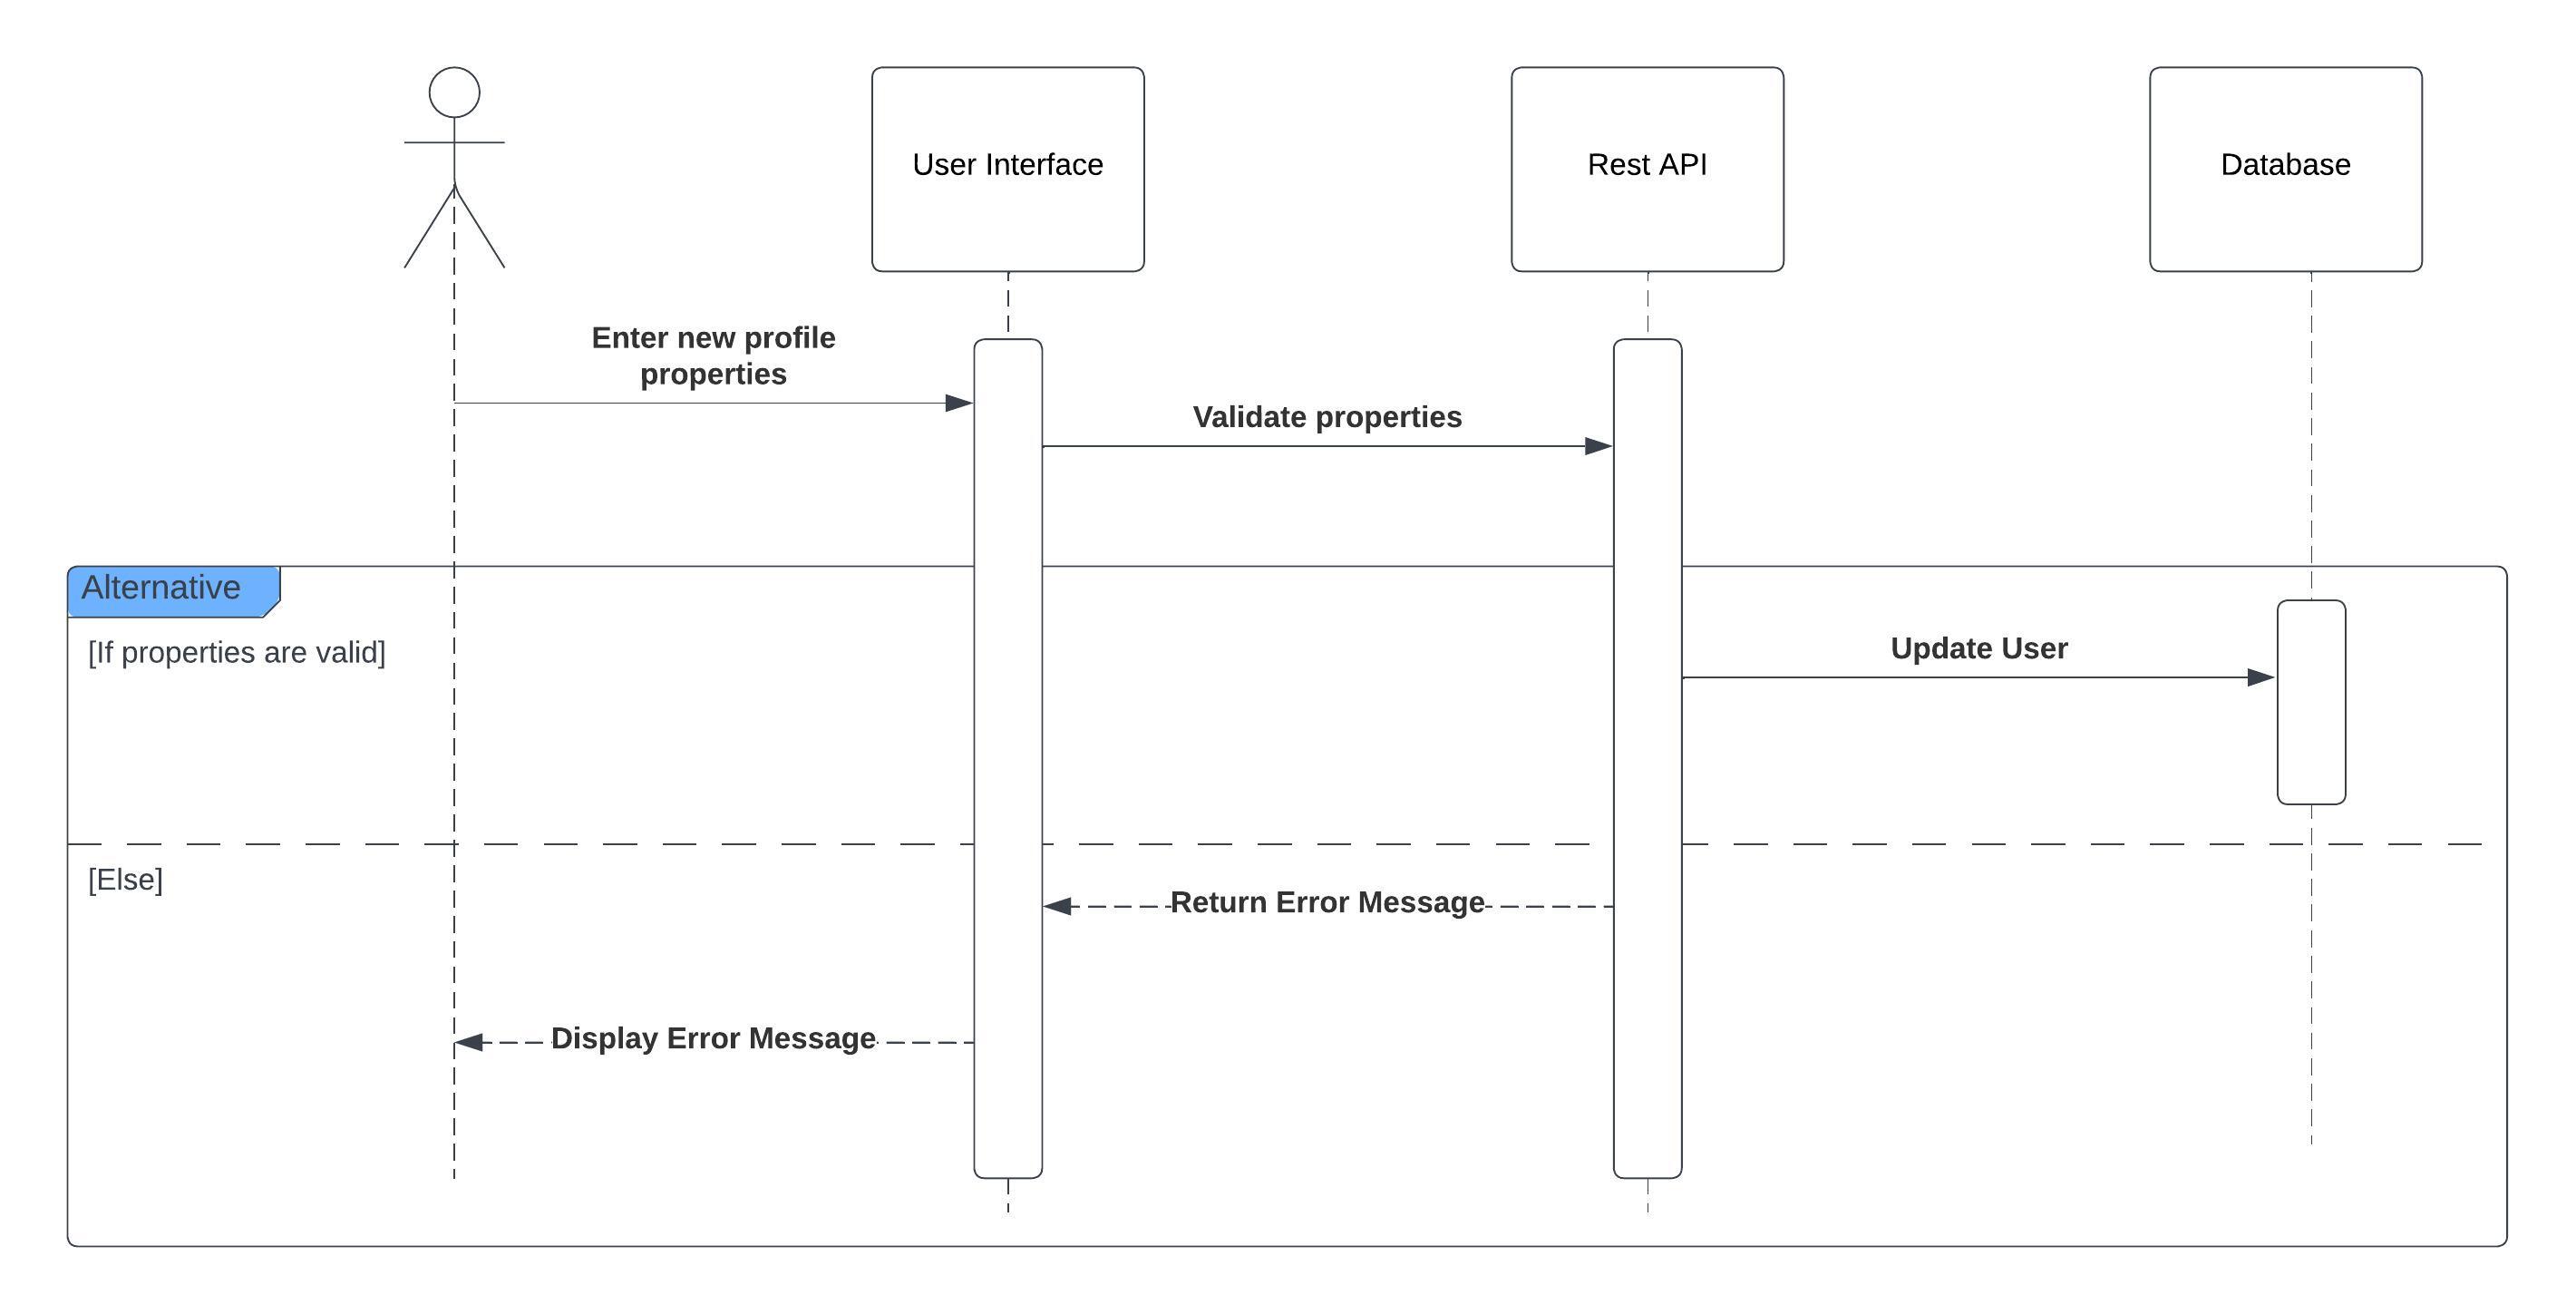 User Interface
Rest API
Database
Enter new profile
properties
Validate properties
Alternative
[If properties are valid]
Update User
[Else]
Return Error Message
Display Error Message